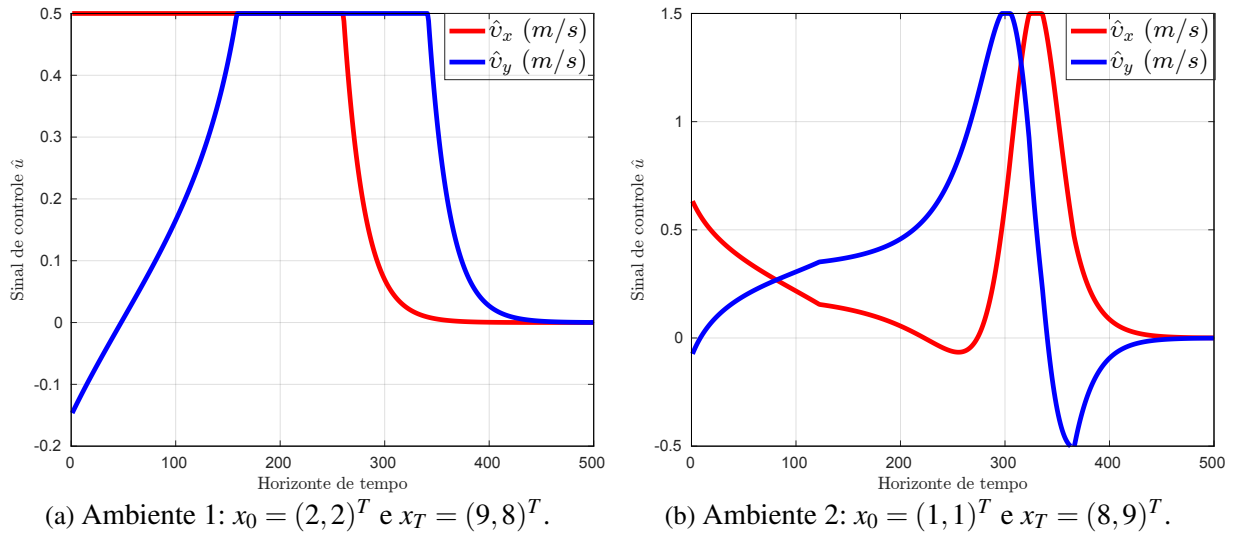 0.5
0.4
0.3
0.2
0.1
0
-0.1
-0.2
0
100
200
300
400
500
Sinal de controle û
Horizonte de tempo
v̂x (m/s)
v̂y (m/s)
(a) Ambiente 1: x0 = (2,2)^T e xT = (9,8)^T.
1.5
1
0.5
0
-0.5
0
100
200
300
400
500
Sinal de controle û
Horizonte de tempo
v̂x (m/s)
v̂y (m/s)
(b) Ambiente 2: x0 = (1,1)^T e xT = (8,9)^T.